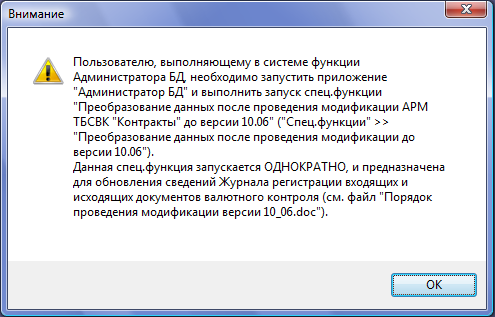 Внимание
Пользователю, выполняющему в системе функции
Администратора БД, необходимо запустить приложение
"Администратор БД" и выполнить запуск спец.функции
"Преобразование данных после проведения модификации АРМ
ТБСВК "Контракты" до версии 10.06" ("Спец.функции" >>
"Преобразование данных после проведения модификации до
версии 10.06").
Данная спец.функция запускается ОДНОКРАТНО, и предназначена
для обновления сведений Журнала регистрации входящих и
исходящих документов валютного контроля (см. файл "Порядок
проведения модификации версии 10_06.doc").
OK